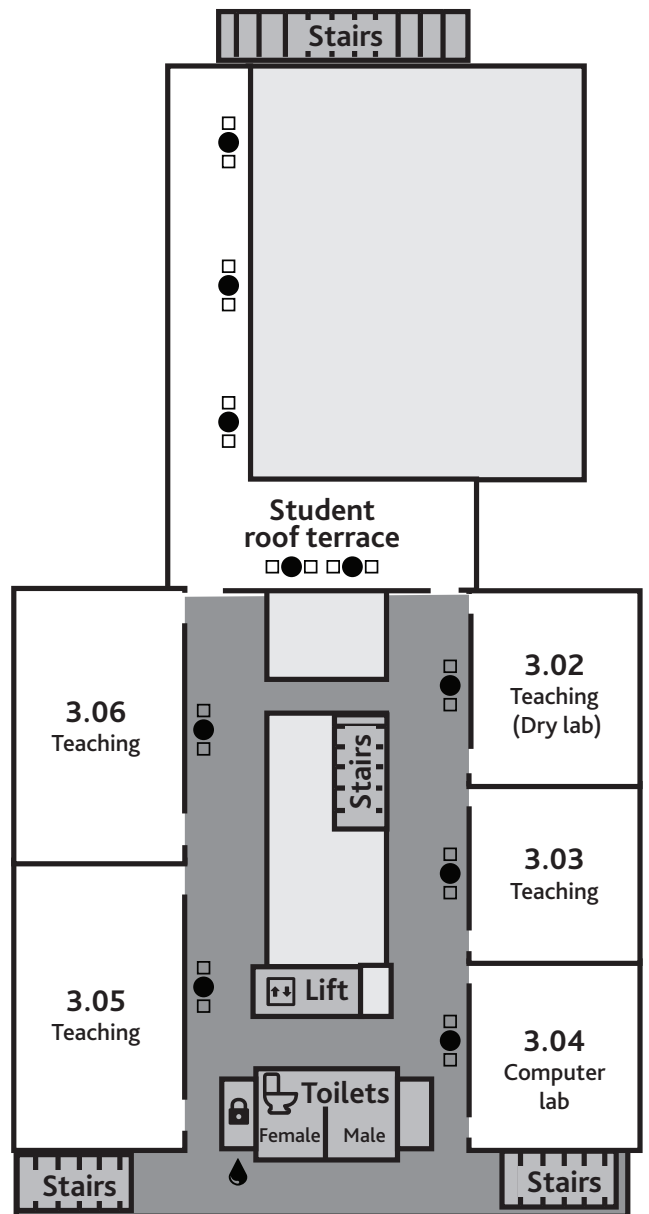 Stairs
Student
roof terrace
3.06
Teaching
3.02
Teaching
(Dry lab)
Stairs
3.03
Teaching
3.05
Teaching
Lift
3.04
Computer
lab
Toilets
Female
Male
Stairs
Stairs